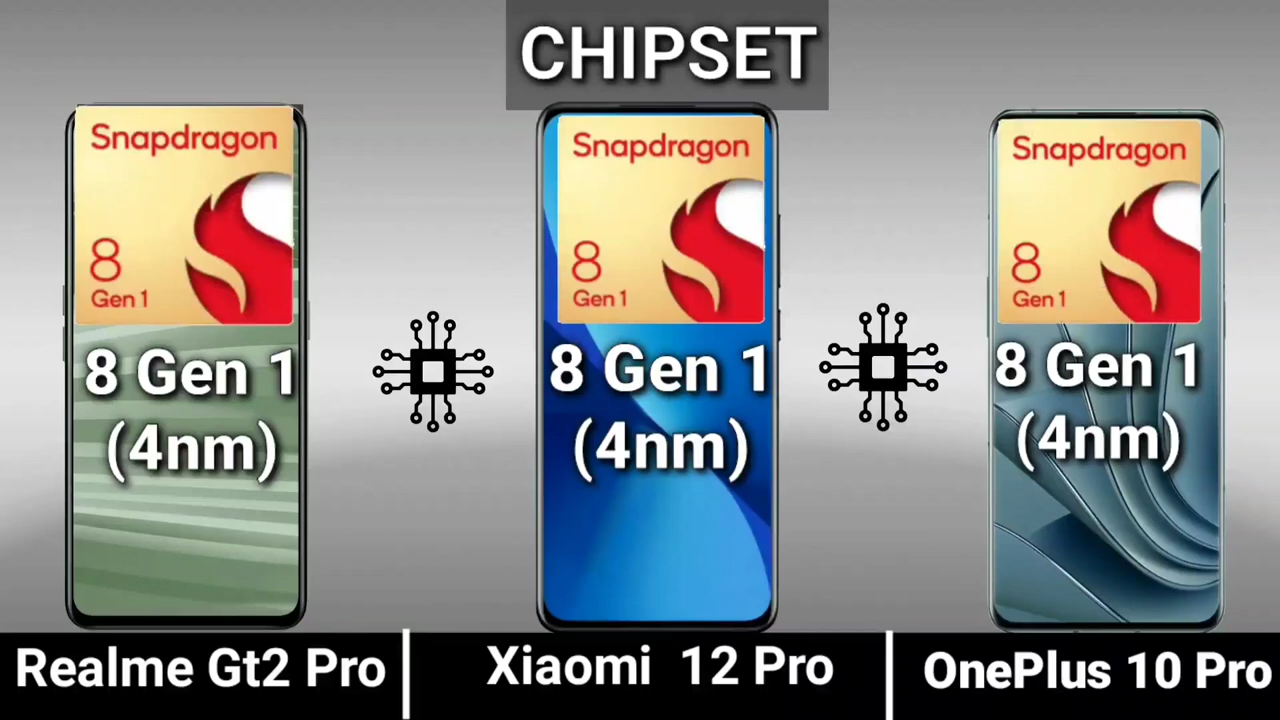 CHIPSET
Snapdragon
8
Gen 1
8 Gen 1
(4nm)
Snapdragon
8
Gen 1
8 Gen 1
(4nm)
Snapdragon
8
Gen 1
8 Gen 1
(4nm)
Realme Gt2 Pro
Xiaomi 12 Pro
OnePlus 10 Pro